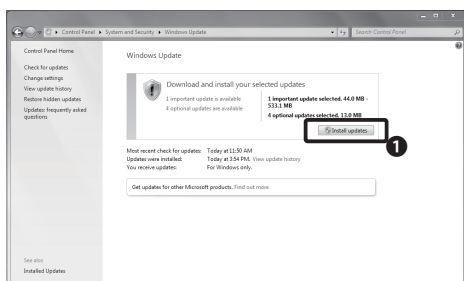 Control Panel ▸ System and Security ▸ Windows Update
Search Control Panel
Control Panel Home
Check for updates
Change settings
View update history
Restore hidden updates
Updates: frequently asked
questions
See also
Installed Updates
Windows Update
Download and install your selected updates
1 important update is available
4 optional updates are available
1 important update selected, 44.0 MB -
533.1 MB
4 optional updates selected, 13.0 MB
Install updates
1
Most recent check for updates: Today at 11:50 AM
Updates were installed: Today at 3:54 PM. View update history
You receive updates: For Windows only.
Get updates for other Microsoft products. Find out more